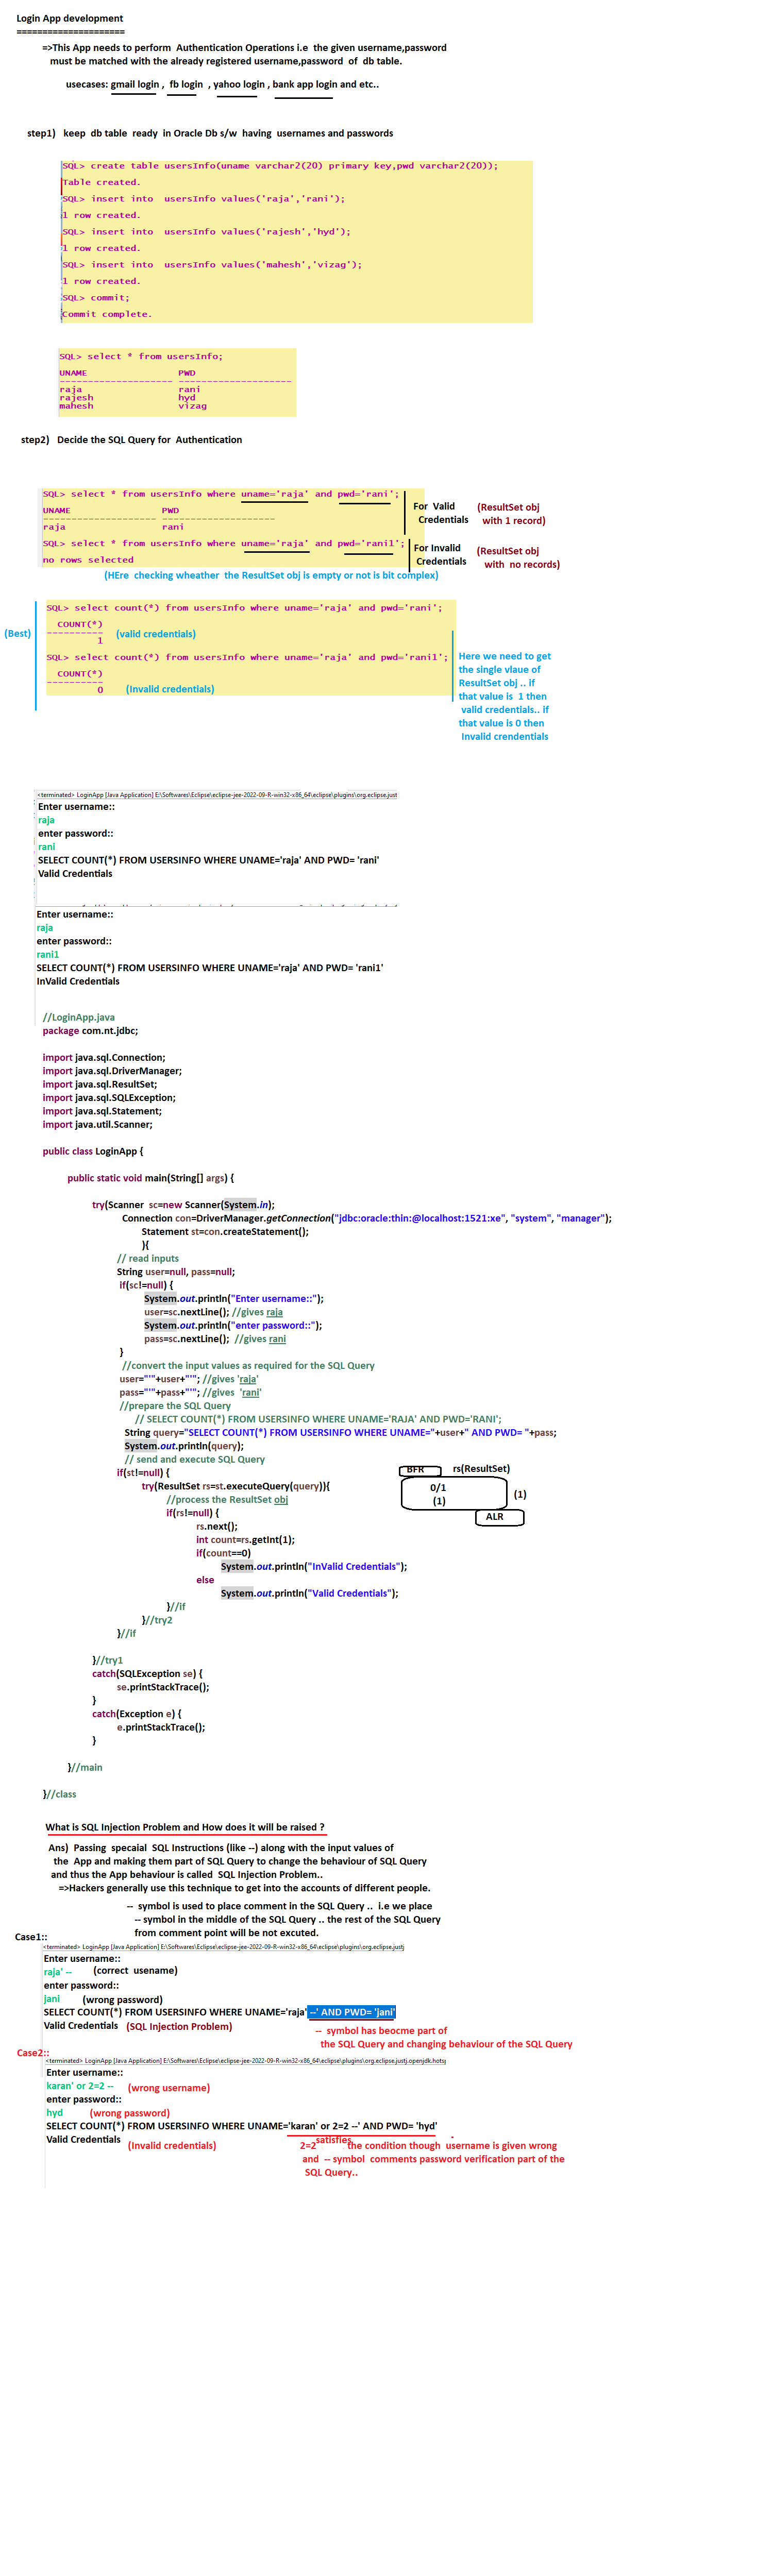 Login App development
=====================
=>This App needs to perform  Authentication Operations i.e  the given username,password
must be matched with the already registered username,password  of  db table.
usecases: gmail login ,  fb login  , yahoo login , bank app login and etc..
step1)   keep  db table  ready  in Oracle Db s/w  having  usernames and passwords
SQL> create table usersInfo(uname varchar2(20) primary key,pwd varchar2(20));
Table created.
SQL> insert into  usersInfo values('raja','rani');
1 row created.
SQL> insert into  usersInfo values('rajesh','hyd');
1 row created.
SQL> insert into  usersInfo values('mahesh','vizag');
1 row created.
SQL> commit;
Commit complete.
SQL> select * from usersInfo;
UNAME                PWD
-------------------- --------------------
raja                 rani
rajesh               hyd
mahesh               vizag
step2)   Decide the SQL Query for  Authentication
SQL> select * from usersInfo where uname='raja' and pwd='rani';
UNAME                PWD
-------------------- --------------------
raja                 rani
For  Valid
Credentials
(ResultSet obj
with 1 record)
SQL> select * from usersInfo where uname='raja' and pwd='rani1';
no rows selected
For Invalid
Credentials
(ResultSet obj
with  no records)
(HEre  checking wheather  the ResultSet obj is empty or not is bit complex)
(Best)
SQL> select count(*) from usersInfo where uname='raja' and pwd='rani';
COUNT(*)
----------
1
(valid credentials)
SQL> select count(*) from usersInfo where uname='raja' and pwd='rani1';
COUNT(*)
----------
0
(Invalid credentials)
Here we need to get
the single vlaue of
ResultSet obj .. if
that value is  1 then
valid credentials.. if
that value is 0 then
Invalid crendentials
<terminated> LoginApp [Java Application] E:\Softwares\Eclipse\eclipse-jee-2022-09-R-win32-x86_64\eclipse\plugins\org.eclipse.just
Enter username::
raja
enter password::
rani
SELECT COUNT(*) FROM USERSINFO WHERE UNAME='raja' AND PWD= 'rani'
Valid Credentials
Enter username::
raja
enter password::
rani1
SELECT COUNT(*) FROM USERSINFO WHERE UNAME='raja' AND PWD= 'rani1'
InValid Credentials
//LoginApp.java
package com.nt.jdbc;
import java.sql.Connection;
import java.sql.DriverManager;
import java.sql.ResultSet;
import java.sql.SQLException;
import java.sql.Statement;
import java.util.Scanner;
public class LoginApp {
public static void main(String[] args) {
try(Scanner  sc=new Scanner(System.in);
Connection con=DriverManager.getConnection("jdbc:oracle:thin:@localhost:1521:xe", "system", "manager");
Statement st=con.createStatement();
){
// read inputs
String user=null, pass=null;
if(sc!=null) {
System.out.println("Enter username::");
user=sc.nextLine(); //gives raja
System.out.println("enter password::");
pass=sc.nextLine();  //gives rani
}
//convert the input values as required for the SQL Query
user="'"+user+"'"; //gives 'raja'
pass="'"+pass+"'"; //gives  'rani'
//prepare the SQL Query
// SELECT COUNT(*) FROM USERSINFO WHERE UNAME='RAJA' AND PWD='RANI';
String query="SELECT COUNT(*) FROM USERSINFO WHERE UNAME="+user+" AND PWD= "+pass;
System.out.println(query);
// send and execute SQL Query
if(st!=null) {
try(ResultSet rs=st.executeQuery(query)){
//process the ResultSet obj
if(rs!=null) {
rs.next();
int count=rs.getInt(1);
if(count==0)
System.out.println("InValid Credentials");
else
System.out.println("Valid Credentials");
}//if
}//try2
}//if
BFR
rs(ResultSet)
0/1
(1)
(1)
ALR
}//try1
catch(SQLException se) {
se.printStackTrace();
}
catch(Exception e) {
e.printStackTrace();
}
}//main
}//class
What is SQL Injection Problem and How does it will be raised ?
Ans)  Passing  specaial  SQL Instructions (like --) along with the input values of
the  App and making them part of SQL Query to change the behaviour of SQL Query
and thus the App behaviour is called  SQL Injection Problem..
=>Hackers generally use this technique to get into the accounts of different people.
--  symbol is used to place comment in the SQL Query ..  i.e we place
-- symbol in the middle of the SQL Query .. the rest of the SQL Query
from comment point will be not excuted.
Case1::
<terminated> LoginApp [Java Application] E:\Softwares\Eclipse\eclipse-jee-2022-09-R-win32-x86_64\eclipse\plugins\org.eclipse.justj
Enter username::
raja' --   (correct  usename)
enter password::
jani   (wrong password)
SELECT COUNT(*) FROM USERSINFO WHERE UNAME='raja' --' AND PWD= 'jani'
Valid Credentials   (SQL Injection Problem)
--  symbol has beocme part of
the SQL Query and changing behaviour of the SQL Query
Case2::
<terminated> LoginApp [Java Application] E:\Softwares\Eclipse\eclipse-jee-2022-09-R-win32-x86_64\eclipse\plugins\org.eclipse.justj.openjdk.hots
Enter username::
karan' or 2=2 --   (wrong username)
enter password::
hyd   (wrong password)
SELECT COUNT(*) FROM USERSINFO WHERE UNAME='karan' or 2=2 --' AND PWD= 'hyd'
Valid Credentials   (Invalid credentials)
2=2 satisfies the condition though  username is given wrong
and  -- symbol  comments password verification part of the
SQL Query..